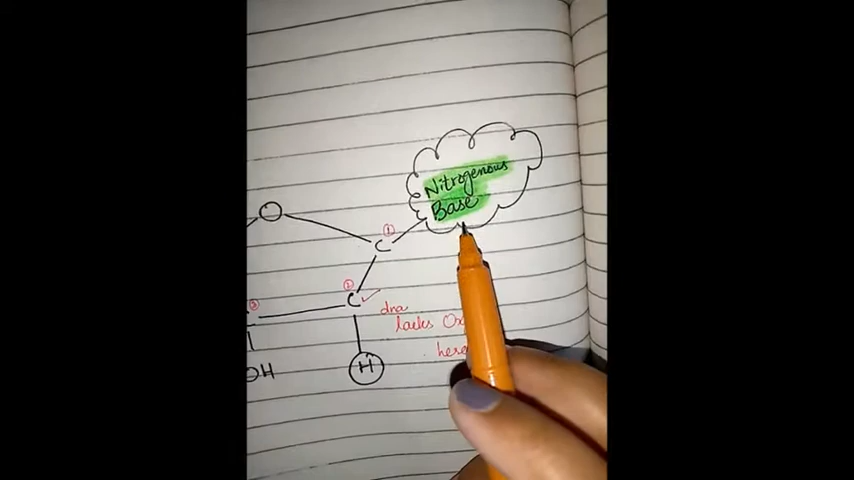 Nitrogenous
Base
O
①
C
②
③
C
dna
lacks
here
OH
H